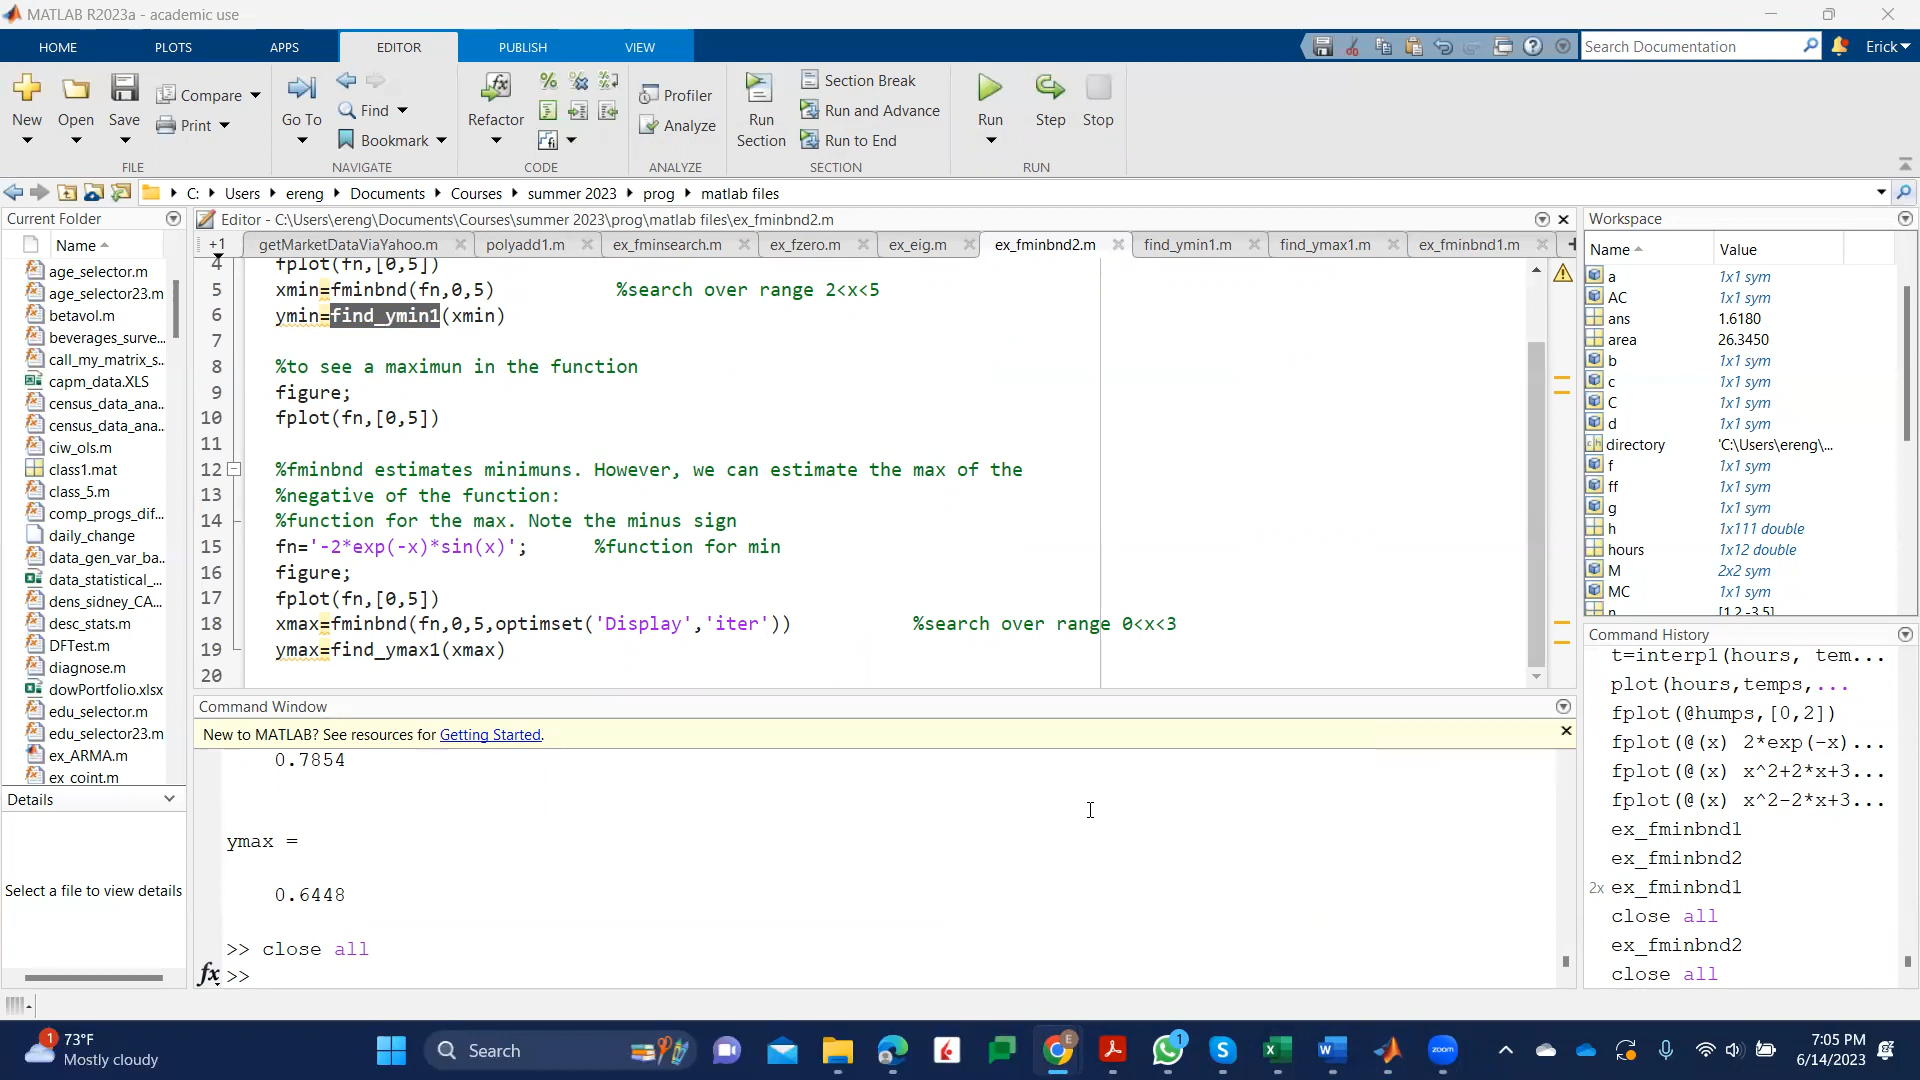 MATLAB R2023a - academic use
HOME PLOTS APPS EDITOR PUBLISH VIEW
Search Documentation
Erick
New
Open
Save
Compare
Print
FILE
Go To
Find
Bookmark
NAVIGATE
Refactor
CODE
Profiler
Analyze
ANALYZE
Run
Section
Section Break
Run and Advance
Run to End
SECTION
Run
Step
Stop
RUN
C: Users ereng Documents Courses summer 2023 prog matlab files
Current Folder
Name
age_selector.m
age_selector23.m
betavol.m
beverages_surve...
call_my_matrix_s...
capm_data.XLS
census_data_ana...
census_data_ana...
ciw_ols.m
class1.mat
class_5.m
comp_progs_dif...
daily_change
data_gen_var_ba...
data_statistical_...
dens_sidney_CA...
desc_stats.m
DFTest.m
diagnose.m
dowPortfolio.xlsx
edu_selector.m
edu_selector23.m
ex_ARMA.m
ex_coint.m
Details
Select a file to view details
Editor - C:\Users\ereng\Documents\Courses\summer 2023\prog\matlab files\ex_fminbnd2.m
+1 getMarketDataViaYahoo.m polyadd1.m ex_fminsearch.m ex_fzero.m ex_eig.m ex_fminbnd2.m find_ymin1.m find_ymax1.m ex_fminbnd1.m
4 fplot(fn,[0,5])
5 xmin=fminbnd(fn,0,5) %search over range 2<x<5
6 ymin=find_ymin1(xmin)
7
8 %to see a maximun in the function
9 figure;
10 fplot(fn,[0,5])
11
12 %fminbnd estimates minimuns. However, we can estimate the max of the
13 %negative of the function:
14 %function for the max. Note the minus sign
15 fn='-2*exp(-x)*sin(x)'; %function for min
16 figure;
17 fplot(fn,[0,5])
18 xmax=fminbnd(fn,0,5,optimset('Display','iter')) %search over range 0<x<3
19 ymax=find_ymax1(xmax)
20
Command Window
New to MATLAB? See resources for Getting Started.
0.7854
ymax =
0.6448
>> close all
fx >>
Workspace
Name Value
a 1x1 sym
AC 1x1 sym
ans 1.6180
area 26.3450
b 1x1 sym
c 1x1 sym
C 1x1 sym
d 1x1 sym
directory 'C:\Users\ereng\...
f 1x1 sym
ff 1x1 sym
g 1x1 sym
h 1x111 double
hours 1x12 double
M 2x2 sym
MC 1x1 sym
n [1,2,-3.5]
Command History
t=interp1(hours, tem...
plot(hours,temps,...
fplot(@humps,[0,2])
fplot(@(x) 2*exp(-x)...
fplot(@(x) x^2+2*x+3...
fplot(@(x) x^2-2*x+3...
ex_fminbnd1
ex_fminbnd2
2x ex_fminbnd1
close all
ex_fminbnd2
close all
1
73°F
Mostly cloudy
Search
E
1
zoom
7:05 PM
6/14/2023